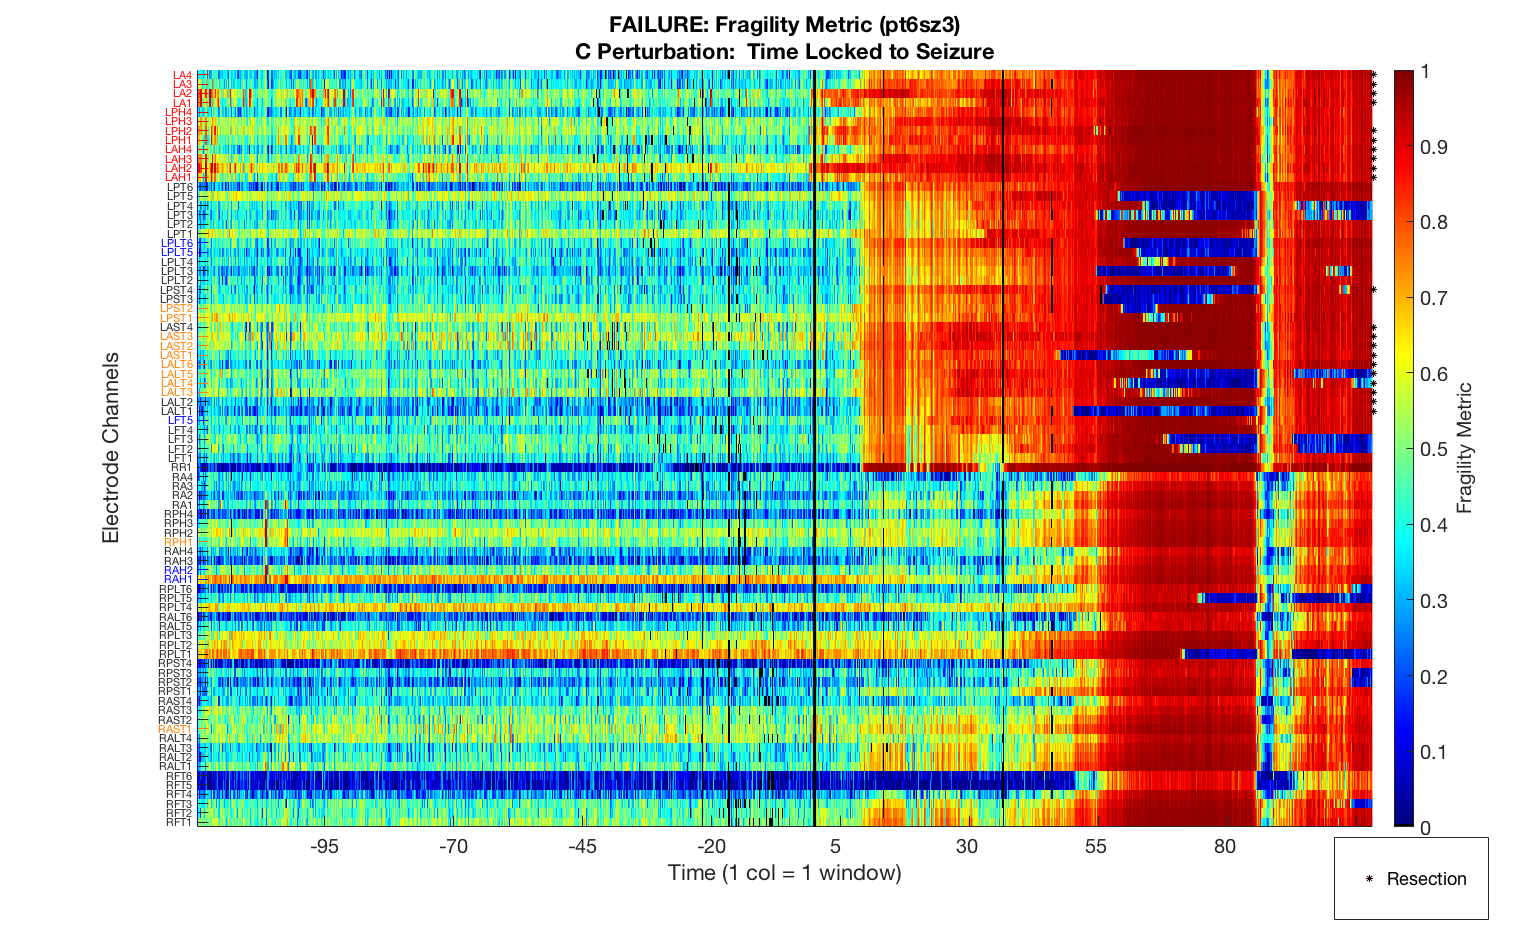 FAILURE: Fragility Metric (pt6sz3)
C Perturbation: Time Locked to Seizure
Electrode Channels
LA4
LA3
LA2
LA1
LPH4
LPH3
LPH2
LPH1
LAH4
LAH3
LAH2
LAH1
LPT6
LPT5
LPT4
LPT3
LPT2
LPT1
LPLT6
LPLT5
LPLT4
LPLT3
LPLT2
LPST4
LPST3
LPST2
LPST1
LAST4
LAST3
LAST2
LAST1
LALT6
LALT5
LALT4
LALT3
LALT2
LALT1
LFT5
LFT4
LFT3
LFT2
LFT1
RR1
RA4
RA3
RA2
RA1
RPH4
RPH3
RPH2
RPH1
RAH4
RAH3
RAH2
RAH1
RPLT6
RPLT5
RPLT4
RALT6
RALT5
RPLT3
RPLT2
RPLT1
RPST4
RPST3
RPST2
RPST1
RAST4
RAST3
RAST2
RAST1
RALT4
RALT3
RALT2
RALT1
RFT6
RFT5
RFT4
RFT3
RFT2
RFT1
-95 -70 -45 -20 5 30 55 80
Time (1 col = 1 window)
1
0.9
0.8
0.7
0.6
0.5
0.4
0.3
0.2
0.1
0
Fragility Metric
* Resection